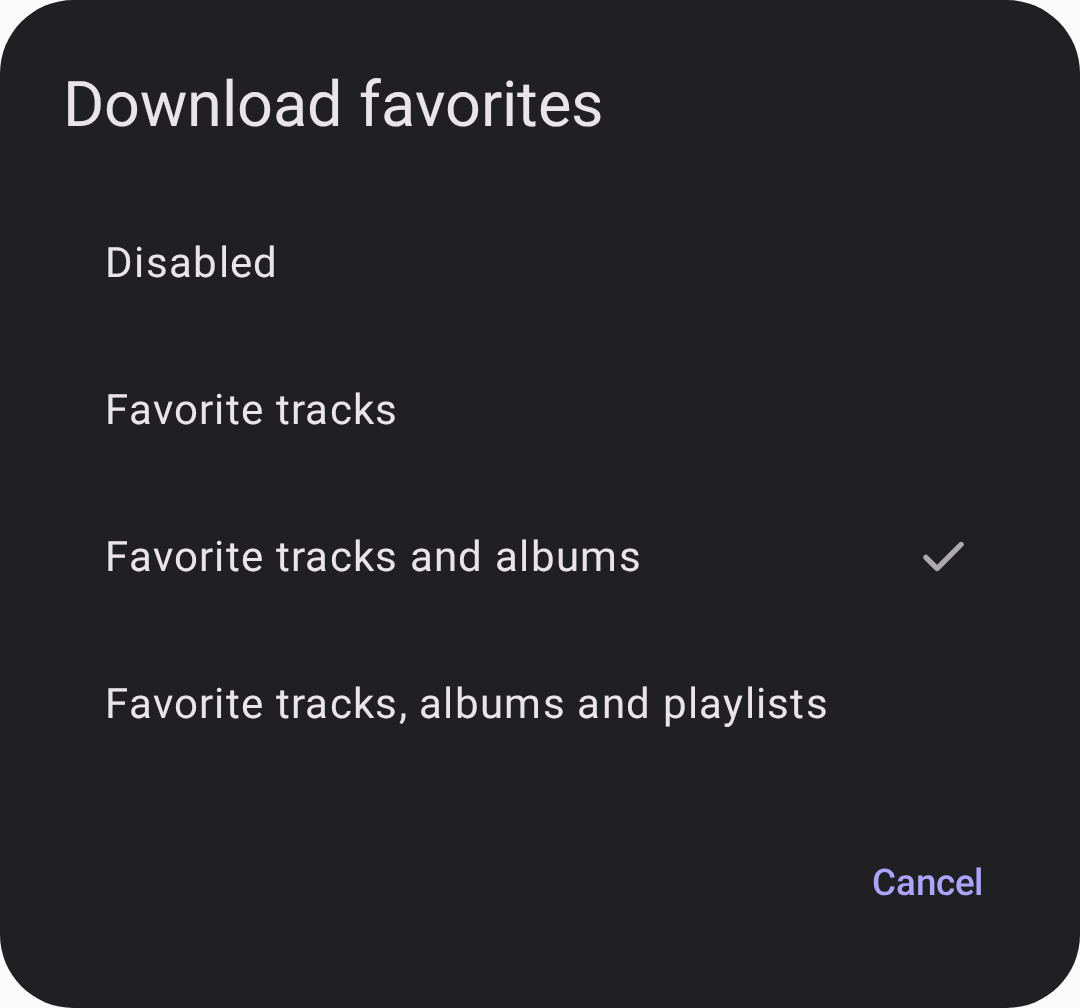 Download favorites
Disabled
Favorite tracks
Favorite tracks and albums
Favorite tracks, albums and playlists
Cancel